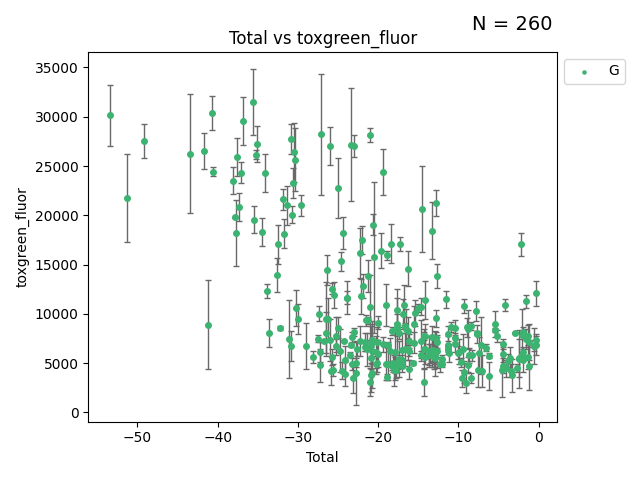 N = 260
Total vs toxgreen_fluor
G
toxgreen_fluor
35000
30000
25000
20000
15000
10000
5000
0
−50 −40 −30 −20 −10 0
Total